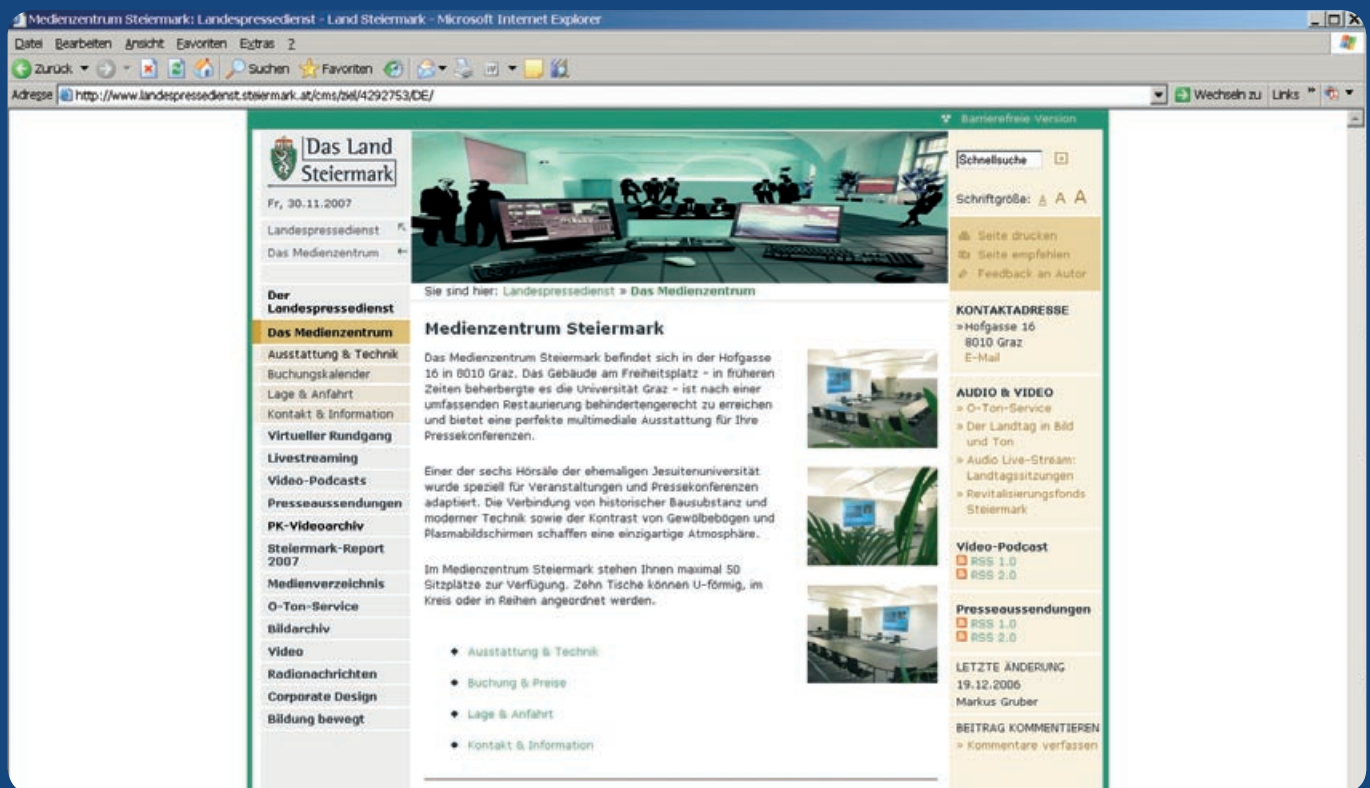 Medienzentrum Steiermark: Landespressedienst - Land Steiermark - Microsoft Internet Explorer
Datei Bearbeiten Ansicht Favoriten Extras ?
Zurück Suchen Favoriten
Adresse http://www.landespressedienst.steiermark.at/cms/ziel/4292753/DE/ Wechseln zu Links »
Barrierefreie Version
Das Land
Steiermark
Fr, 30.11.2007
Landespressedienst
Das Medienzentrum
Der
Landespressedienst
Das Medienzentrum
Ausstattung & Technik
Buchungskalender
Lage & Anfahrt
Kontakt & Information
Virtueller Rundgang
Livestreaming
Video-Podcasts
Presseaussendungen
PK-Videoarchiv
Steiermark-Report
2007
Medienverzeichnis
O-Ton-Service
Bildarchiv
Video
Radionachrichten
Corporate Design
Bildung bewegt
Sie sind hier: Landespressedienst » Das Medienzentrum
Medienzentrum Steiermark
Das Medienzentrum Steiermark befindet sich in der Hofgasse
16 in 8010 Graz. Das Gebäude am Freiheitsplatz - in früheren
Zeiten beherbergte es die Universität Graz - ist nach einer
umfassenden Restaurierung behindertengerecht zu erreichen
und bietet eine perfekte multimediale Ausstattung für Ihre
Pressekonferenzen.
Einer der sechs Hörsäle der ehemaligen Jesuitenuniversität
wurde speziell für Veranstaltungen und Pressekonferenzen
adaptiert. Die Verbindung von historischer Bausubstanz und
moderner Technik sowie der Kontrast von Gewölbebögen und
Plasmabildschirmen schaffen eine einzigartige Atmosphäre.
Im Medienzentrum Steiermark stehen Ihnen maximal 50
Sitzplätze zur Verfügung. Zehn Tische können U-förmig, im
Kreis oder in Reihen angeordnet werden.
Ausstattung & Technik
Buchung & Preise
Lage & Anfahrt
Kontakt & Information
Schnellsuche
Schriftgröße: A A A
Seite drucken
Seite empfehlen
Feedback an Autor
KONTAKTADRESSE
» Hofgasse 16
8010 Graz
E-Mail
AUDIO & VIDEO
» O-Ton-Service
» Der Landtag in Bild
und Ton
» Audio Live-Stream:
Landtagssitzungen
» Revitalisierungsfonds
Steiermark
Video-Podcast
RSS 1.0
RSS 2.0
Presseaussendungen
RSS 1.0
RSS 2.0
LETZTE ÄNDERUNG
19.12.2006
Markus Gruber
BEITRAG KOMMENTIEREN
» Kommentare verfassen